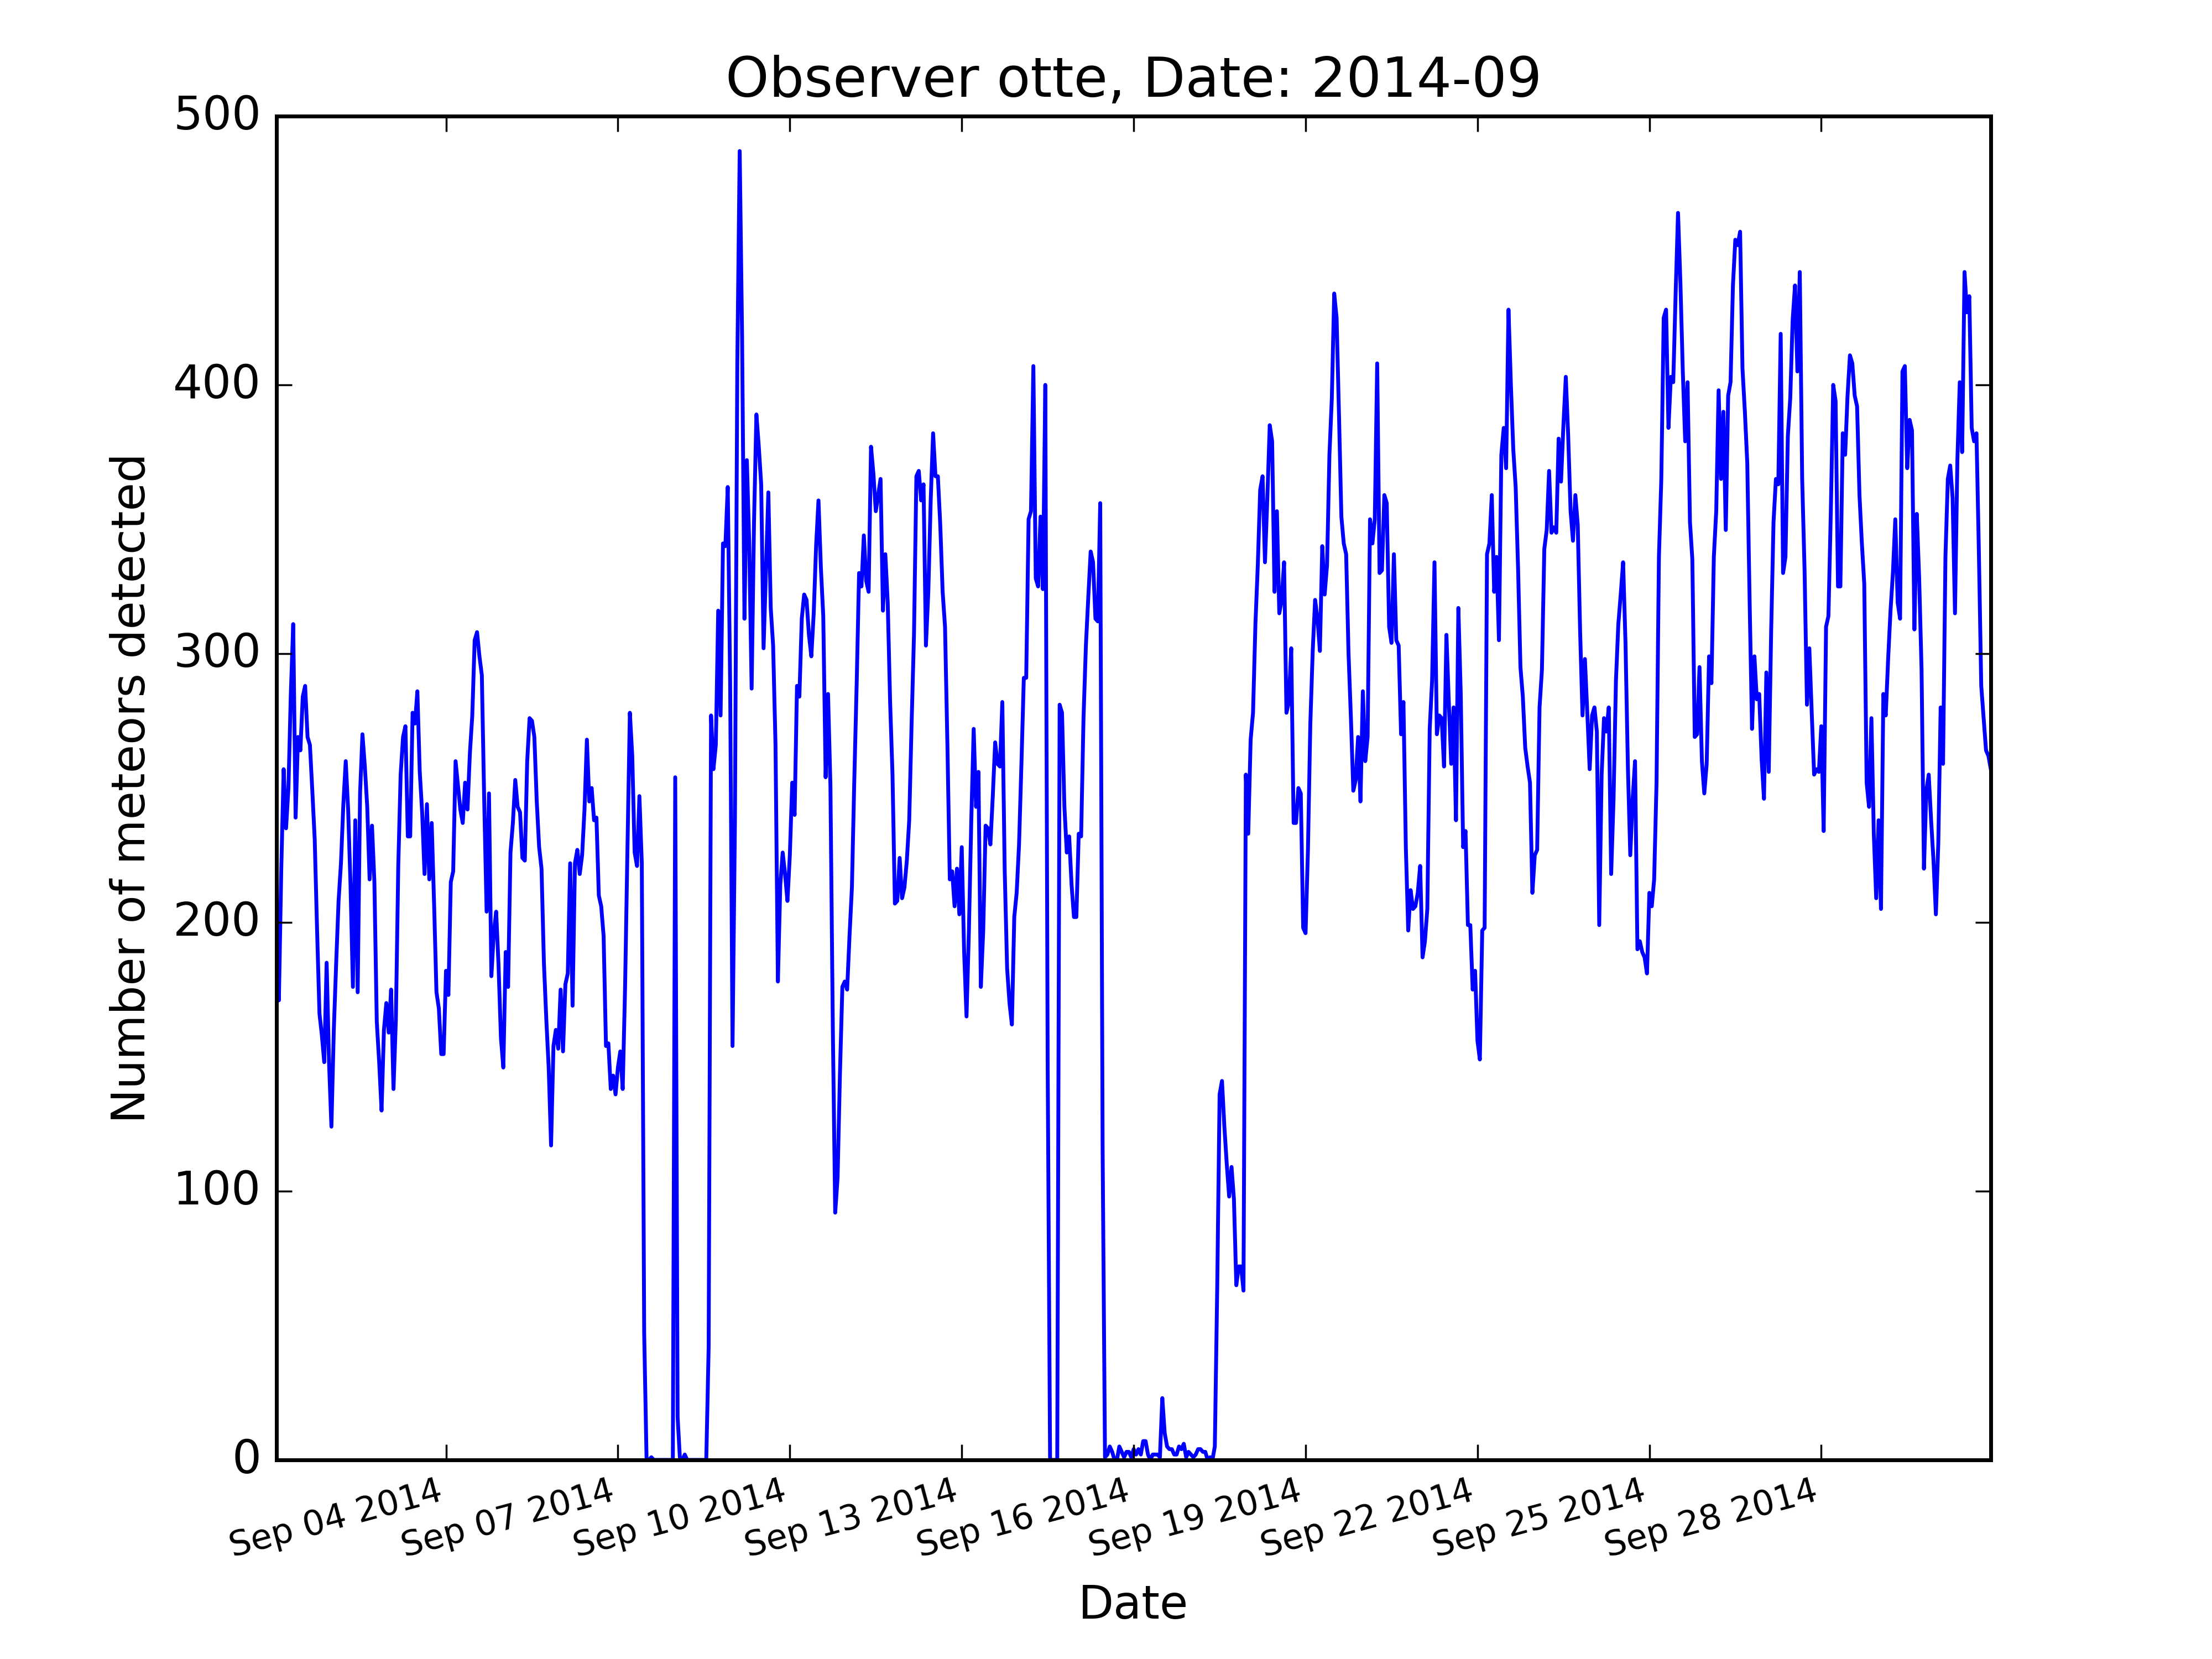 Observer otte, Date: 2014-09
500
400
300
200
100
0
Number of meteors detected
Sep 04 2014
Sep 07 2014
Sep 10 2014
Sep 13 2014
Sep 16 2014
Sep 19 2014
Sep 22 2014
Sep 25 2014
Sep 28 2014
Date